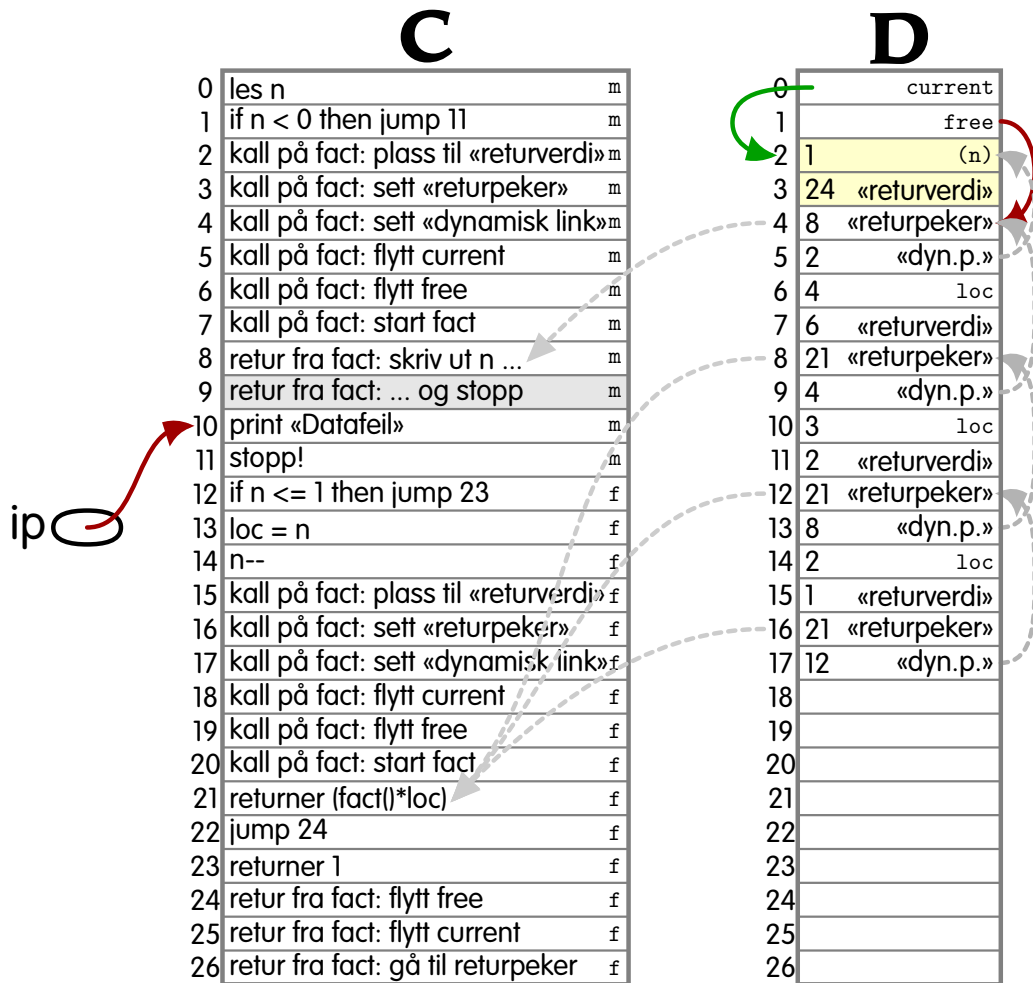 C D
0 les n m
1 if n < 0 then jump 11 m
2 kall på fact: plass til «returverdi» m
3 kall på fact: sett «returpeker» m
4 kall på fact: sett «dynamisk link» m
5 kall på fact: flytt current m
6 kall på fact: flytt free m
7 kall på fact: start fact m
8 retur fra fact: skriv ut n ... m
9 retur fra fact: ... og stopp m
10 print «Datafeil» m
11 stopp! m
12 if n <= 1 then jump 23 f
13 loc = n f
14 n-- f
15 kall på fact: plass til «returverdi» f
16 kall på fact: sett «returpeker» f
17 kall på fact: sett «dynamisk link» f
18 kall på fact: flytt current f
19 kall på fact: flytt free f
20 kall på fact: start fact f
21 returner (fact()*loc) f
22 jump 24 f
23 returner 1 f
24 retur fra fact: flytt free f
25 retur fra fact: flytt current f
26 retur fra fact: gå til returpeker f
ip
0 current
1 free
2 1 (n)
3 24 «returverdi»
4 8 «returpeker»
5 2 «dyn.p.»
6 4 loc
7 6 «returverdi»
8 21 «returpeker»
9 4 «dyn.p.»
10 3 loc
11 2 «returverdi»
12 21 «returpeker»
13 8 «dyn.p.»
14 2 loc
15 1 «returverdi»
16 21 «returpeker»
17 12 «dyn.p.»
18
19
20
21
22
23
24
25
26